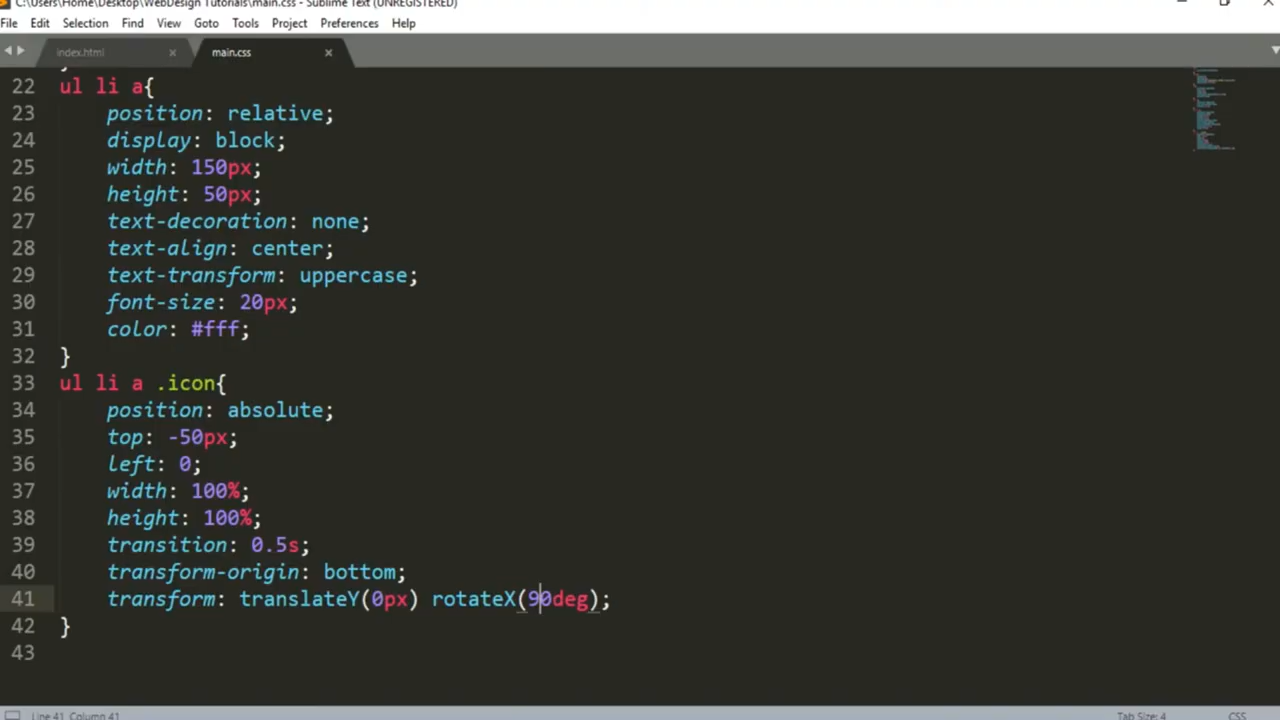 C:\Users\Home\Desktop\WebDesign Tutorials\main.css - Sublime Text (UNREGISTERED)
File Edit Selection Find View Goto Tools Project Preferences Help
index.html main.css
22 ul li a{
23 position: relative;
24 display: block;
25 width: 150px;
26 height: 50px;
27 text-decoration: none;
28 text-align: center;
29 text-transform: uppercase;
30 font-size: 20px;
31 color: #fff;
32 }
33 ul li a .icon{
34 position: absolute;
35 top: -50px;
36 left: 0;
37 width: 100%;
38 height: 100%;
39 transition: 0.5s;
40 transform-origin: bottom;
41 transform: translateY(0px) rotateX(90deg);
42 }
43
Line 41, Column 41 Tab Size: 4 CSS